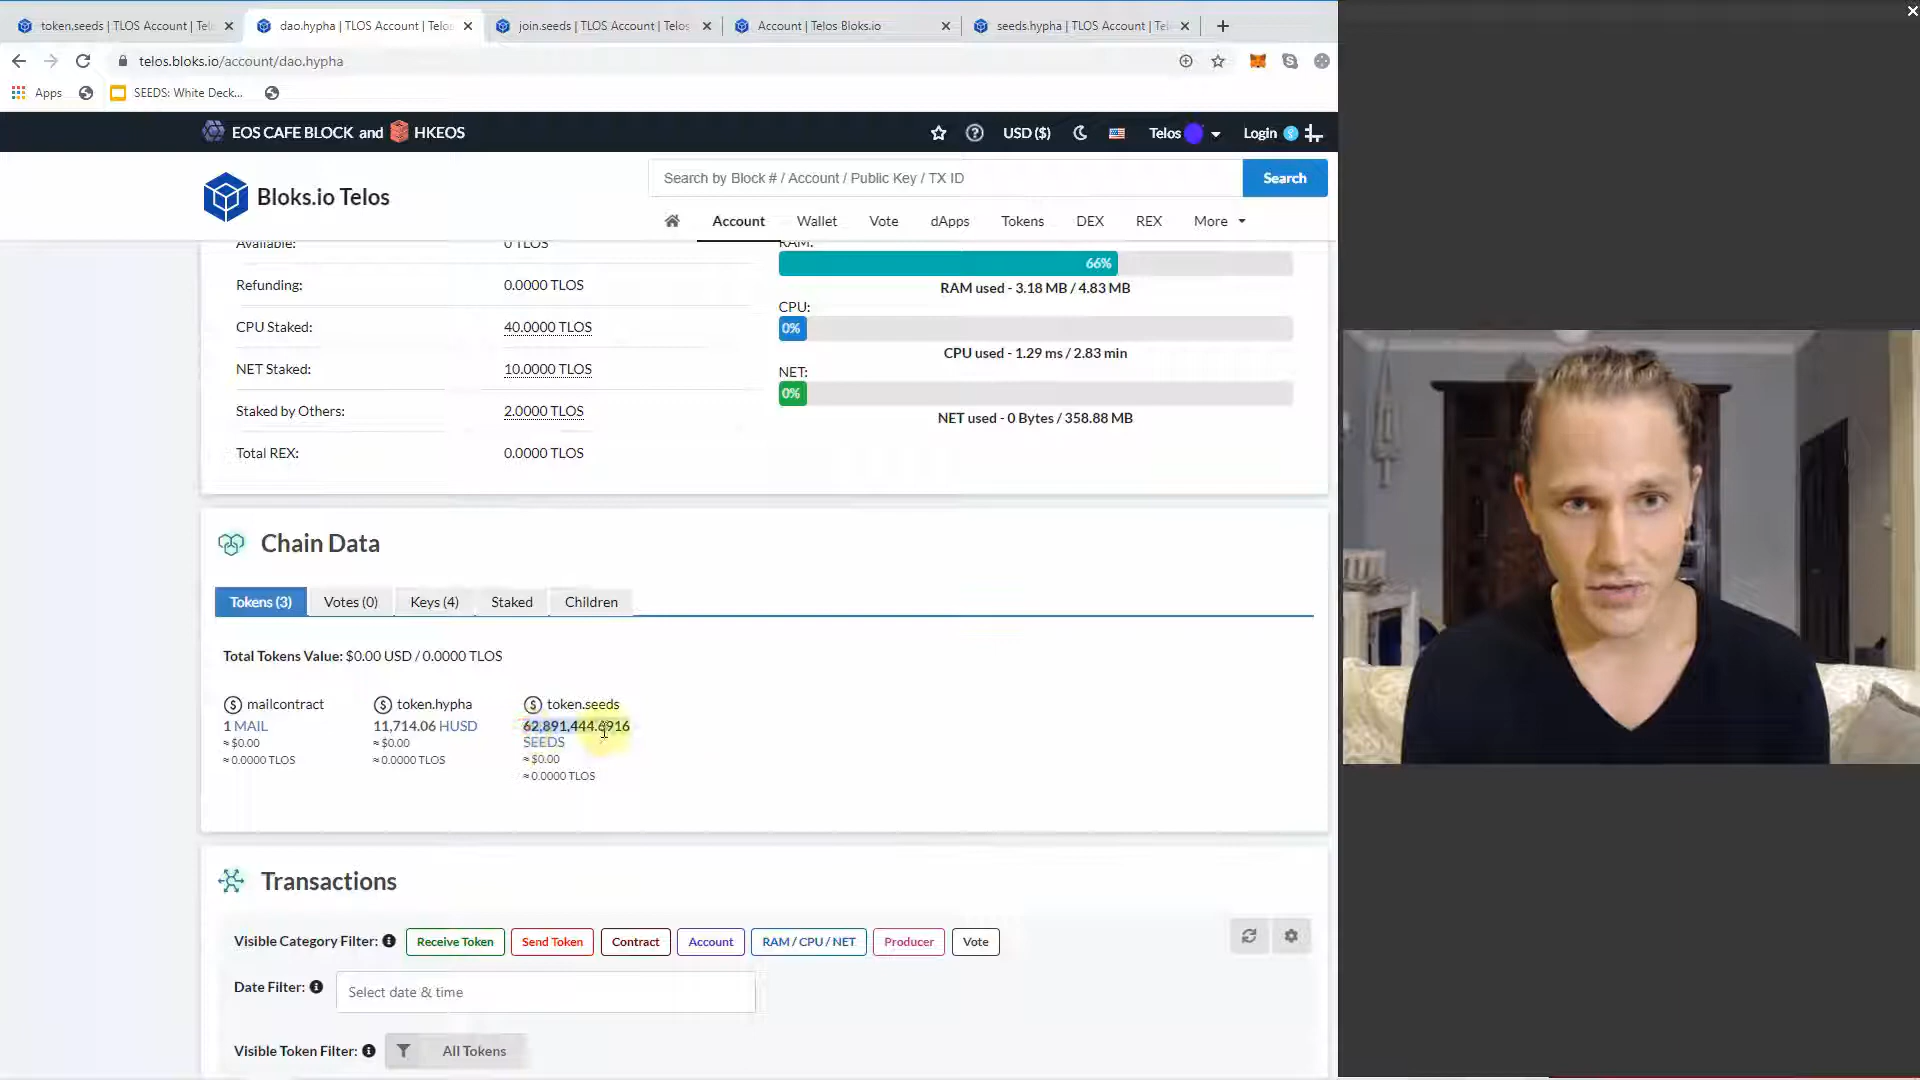 token.seeds | TLOS Account | Tel
dao.hypha | TLOS Account | Telos
join.seeds | TLOS Account | Telos
Account | Telos Bloks.io
seeds.hypha | TLOS Account | Tel
telos.bloks.io/account/dao.hypha
Apps
SEEDS: White Deck...
EOS CAFE BLOCK and HKEOS
USD ($)
Telos
Login
Bloks.io Telos
Search by Block # / Account / Public Key / TX ID
Search
Account
Wallet
Vote
dApps
Tokens
DEX
REX
More
Available: 0 TLOS
Refunding: 0.0000 TLOS
CPU Staked: 40.0000 TLOS
NET Staked: 10.0000 TLOS
Staked by Others: 2.0000 TLOS
Total REX: 0.0000 TLOS
RAM:
66%
RAM used - 3.18 MB / 4.83 MB
CPU:
0%
CPU used - 1.29 ms / 2.83 min
NET:
0%
NET used - 0 Bytes / 358.88 MB
Chain Data
Tokens (3)
Votes (0)
Keys (4)
Staked
Children
Total Tokens Value: $0.00 USD / 0.0000 TLOS
mailcontract
1 MAIL
≈ $0.00
≈ 0.0000 TLOS
token.hypha
11,714.06 HUSD
≈ $0.00
≈ 0.0000 TLOS
token.seeds
62,891,444.6916
SEEDS
≈ $0.00
≈ 0.0000 TLOS
Transactions
Visible Category Filter:
Receive Token
Send Token
Contract
Account
RAM / CPU / NET
Producer
Vote
Date Filter:
Select date & time
Visible Token Filter:
All Tokens